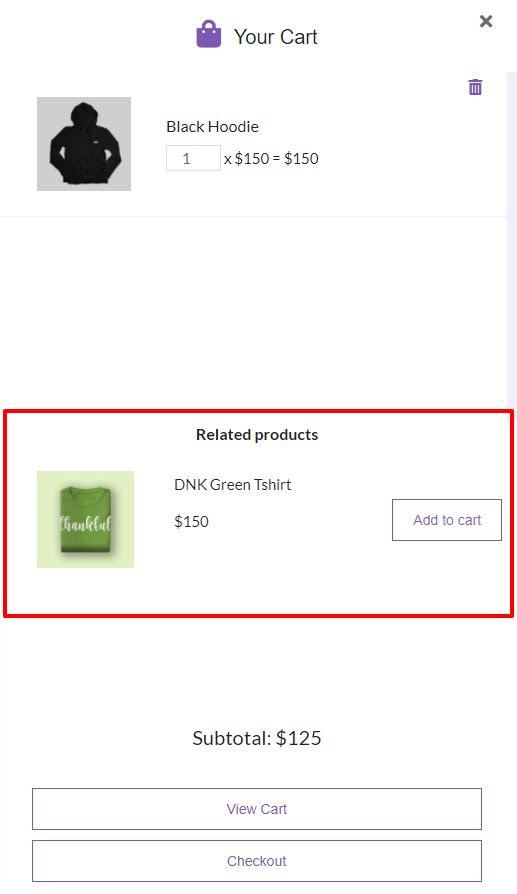 Your Cart
Black Hoodie
1 x $150 = $150
Related products
DNK Green Tshirt
thankful
$150
Add to cart
Subtotal: $125
View Cart
Checkout